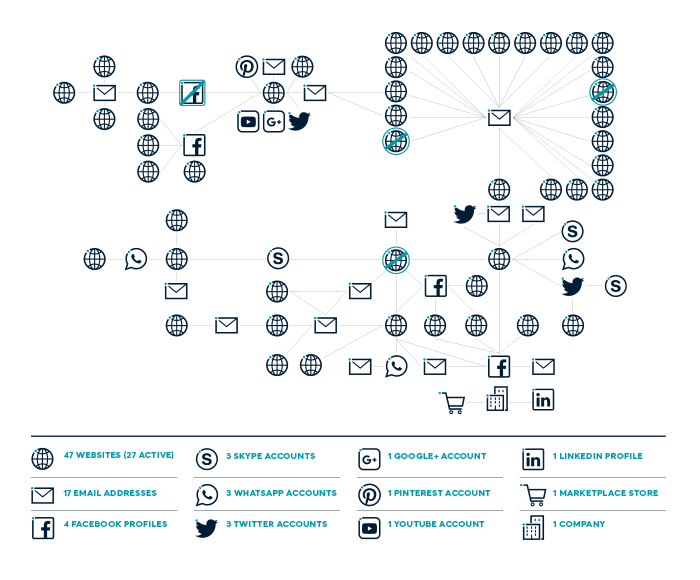 47 WEBSITES (27 ACTIVE)
3 SKYPE ACCOUNTS
1 GOOGLE+ ACCOUNT
1 LINKEDIN PROFILE
17 EMAIL ADDRESSES
3 WHATSAPP ACCOUNTS
1 PINTEREST ACCOUNT
1 MARKETPLACE STORE
4 FACEBOOK PROFILES
3 TWITTER ACCOUNTS
1 YOUTUBE ACCOUNT
1 COMPANY